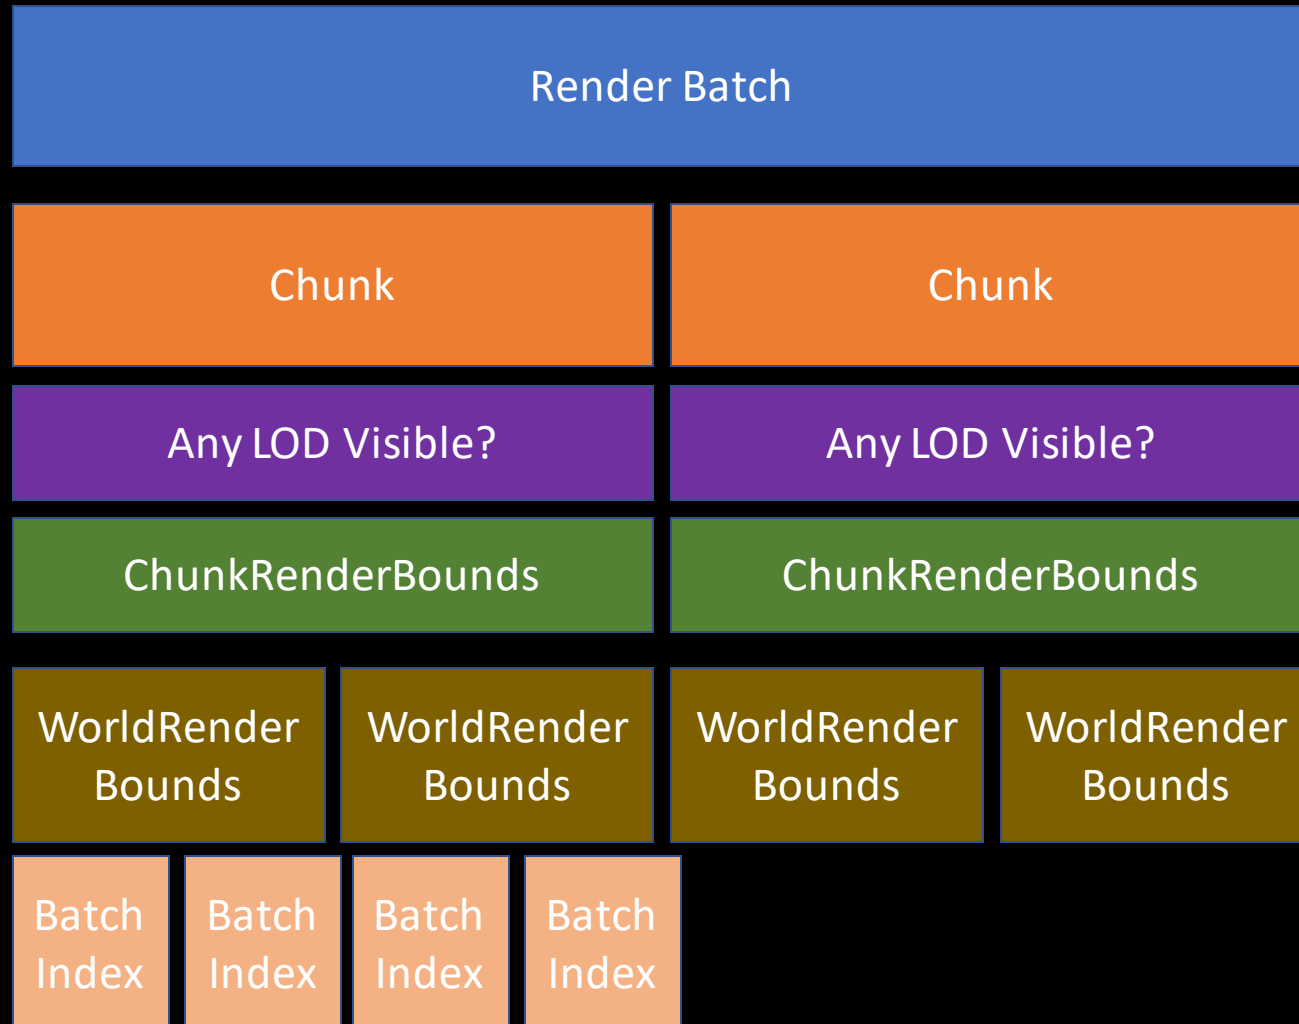 Render Batch
Chunk
Chunk
Any LOD Visible?
Any LOD Visible?
ChunkRenderBounds
ChunkRenderBounds
WorldRender
Bounds
WorldRender
Bounds
WorldRender
Bounds
WorldRender
Bounds
Batch
Index
Batch
Index
Batch
Index
Batch
Index